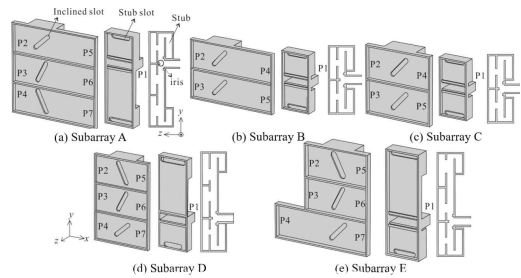 Inclined slot
Stub slot
Stub
P2
P5
P3
P6
P4
P7
P1
iris
y
z
(a) Subarray A
P2
P4
P3
P5
P1
(b) Subarray B
P2
P4
P3
P5
P1
(c) Subarray C
P2
P5
P3
P6
P4
P7
P1
y
z
x
(d) Subarray D
P2
P5
P3
P6
P4
P7
P1
(e) Subarray E